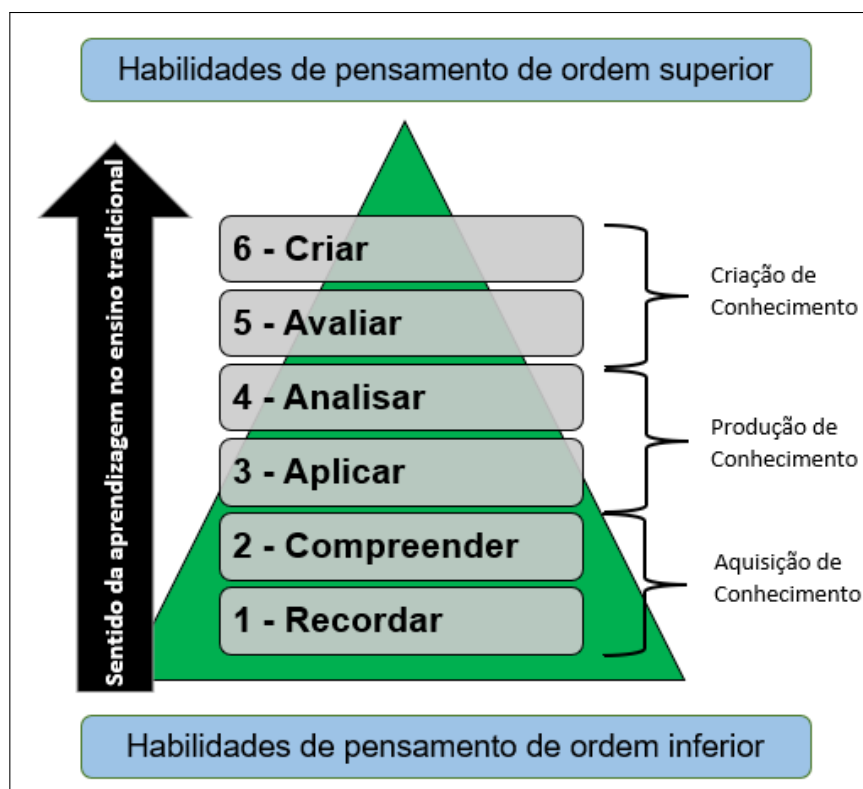 Habilidades de pensamento de ordem superior
Sentido da aprendizagem no ensino tradicional
6 - Criar
5 - Avaliar
Criação de
Conhecimento
4 - Analisar
3 - Aplicar
Produção de
Conhecimento
2 - Compreender
1 - Recordar
Aquisição de
Conhecimento
Habilidades de pensamento de ordem inferior